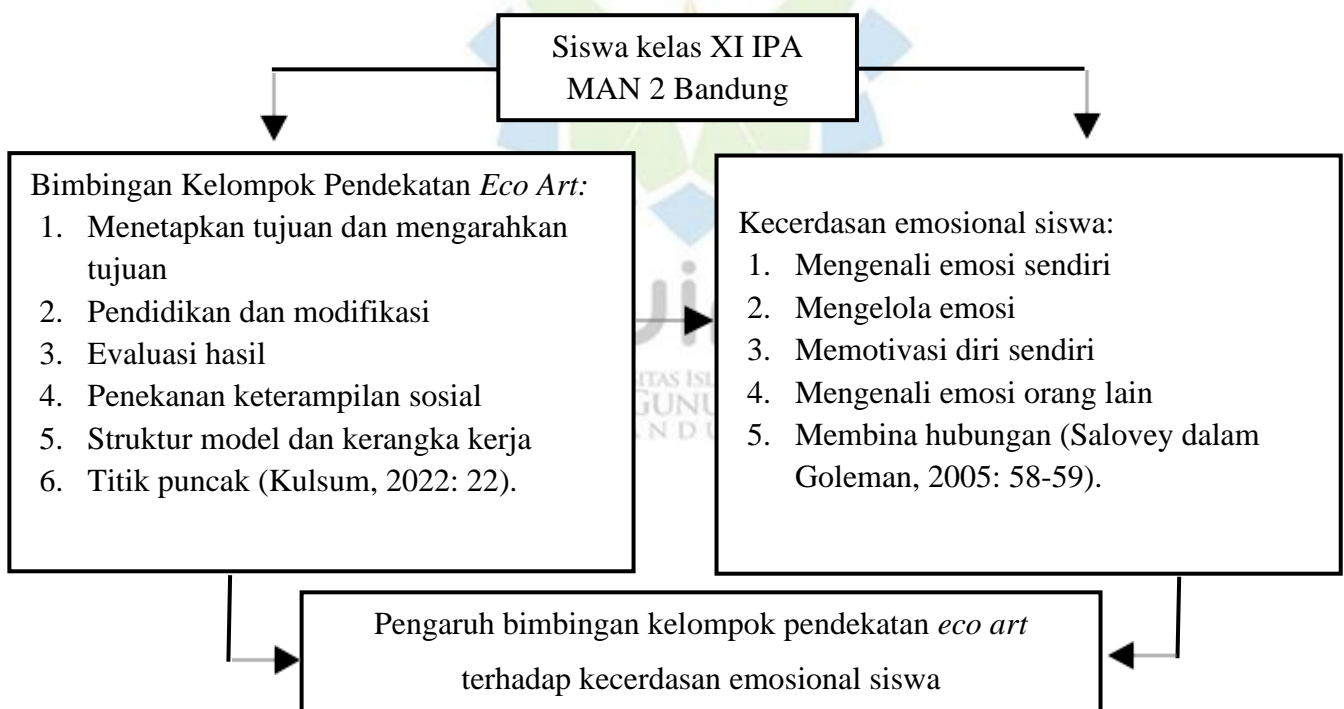 Siswa kelas XI IPA
MAN 2 Bandung
Bimbingan Kelompok Pendekatan Eco Art:
1. Menetapkan tujuan dan mengarahkan
tujuan
2. Pendidikan dan modifikasi
3. Evaluasi hasil
4. Penekanan keterampilan sosial
5. Struktur model dan kerangka kerja
6. Titik puncak (Kulsum, 2022: 22).
Kecerdasan emosional siswa:
1. Mengenali emosi sendiri
2. Mengelola emosi
3. Memotivasi diri sendiri
4. Mengenali emosi orang lain
5. Membina hubungan (Salovey dalam
Goleman, 2005: 58-59).
Pengaruh bimbingan kelompok pendekatan eco art
terhadap kecerdasan emosional siswa